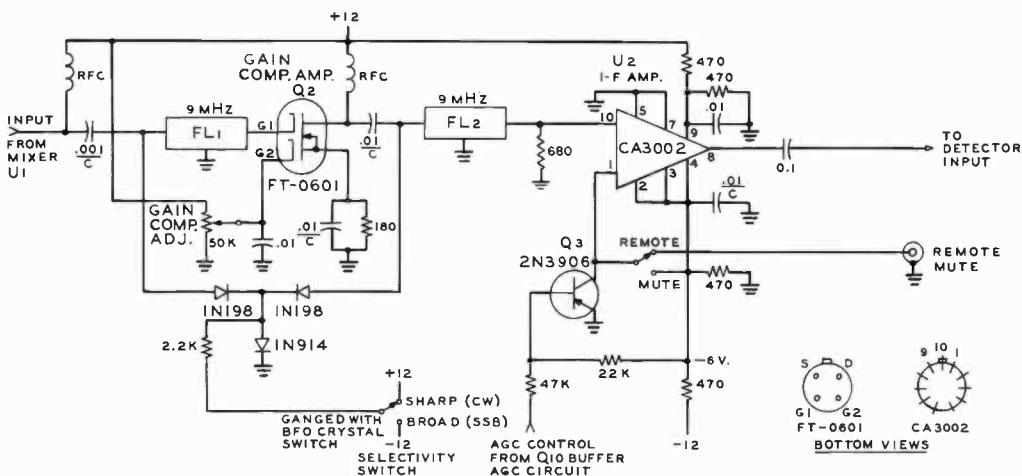 +12
RFC
GAIN
COMP. AMP.
Q2
RFC
U2
I-F AMP.
470
470
.01
INPUT
FROM
MIXER
U1
.001
C
9 MHz
FL1
G1
G2
FT-0601
.01
C
9 MHz
FL2
680
10
5
7
9
CA3002
8
1
2
3
4
0.1
TO
DETECTOR
INPUT
GAIN
COMP.
ADJ.
50K
.01
.01
C
180
.01
C
Q3
2N3906
REMOTE
MUTE
470
REMOTE
MUTE
IN198
IN198
2.2K
IN914
+12
SHARP (CW)
BROAD (SSB)
-12
GANGED WITH
BFO CRYSTAL
SWITCH
SELECTIVITY
SWITCH
47K
22K
-6V.
470
-12
AGC CONTROL
FROM Q10 BUFFER
AGC CIRCUIT
S D
G1 G2
FT-0601
9 10 1
CA3002
BOTTOM VIEWS